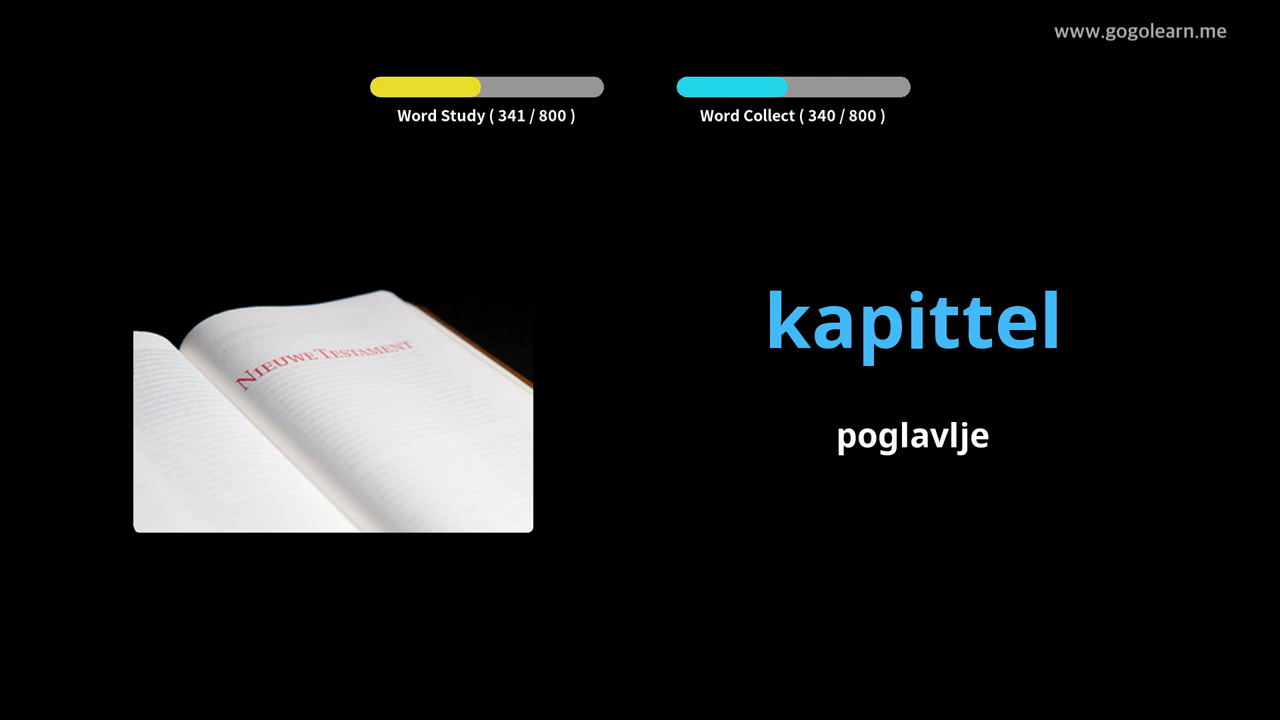 www.gogolearn.me
Word Study ( 341 / 800 )
Word Collect ( 340 / 800 )
NIEUWE TESTAMENT
kapittel
poglavlje